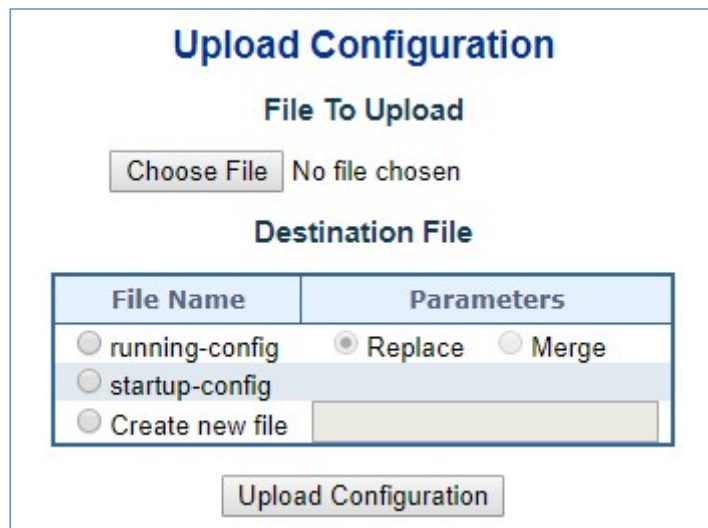 Upload Configuration
File To Upload
Choose File No file chosen
Destination File
File Name Parameters
running-config Replace Merge
startup-config
Create new file
Upload Configuration